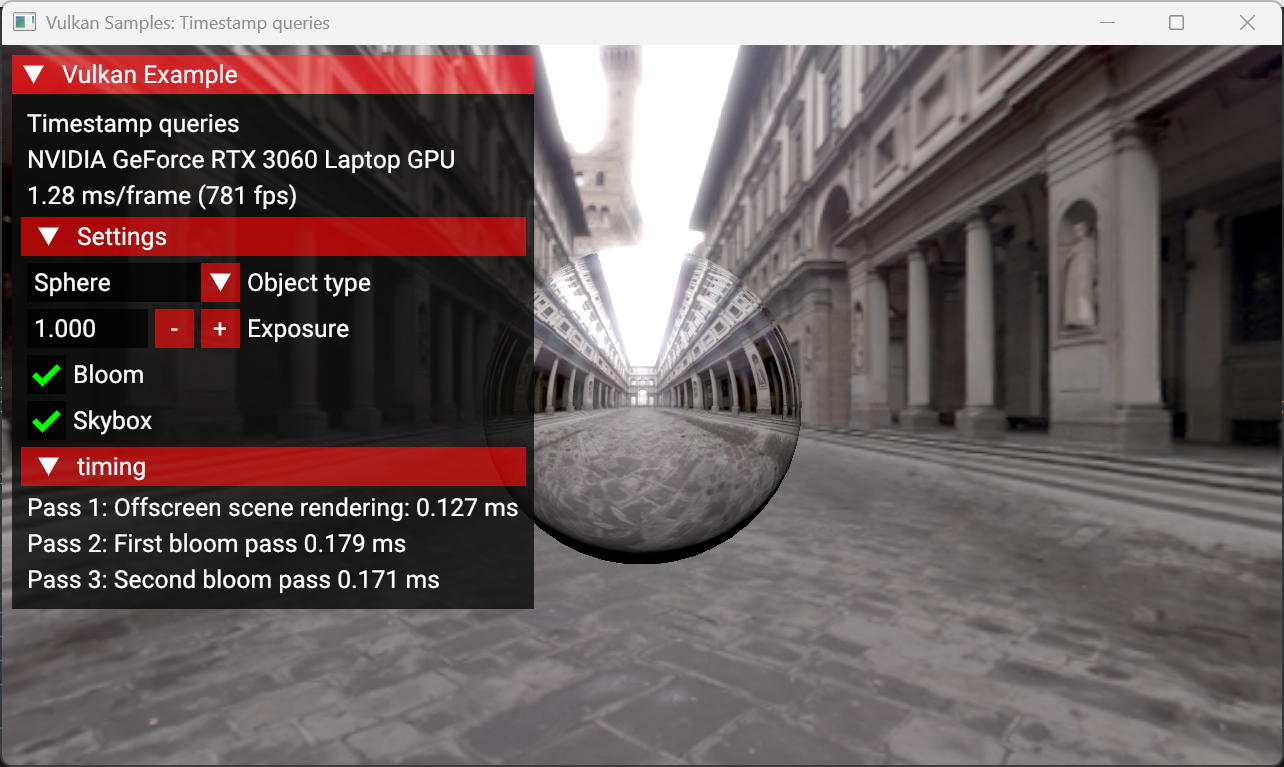 Vulkan Samples: Timestamp queries
Vulkan Example
Timestamp queries
NVIDIA GeForce RTX 3060 Laptop GPU
1.28 ms/frame (781 fps)
Settings
Sphere Object type
1.000 - + Exposure
Bloom
Skybox
timing
Pass 1: Offscreen scene rendering: 0.127 ms
Pass 2: First bloom pass 0.179 ms
Pass 3: Second bloom pass 0.171 ms